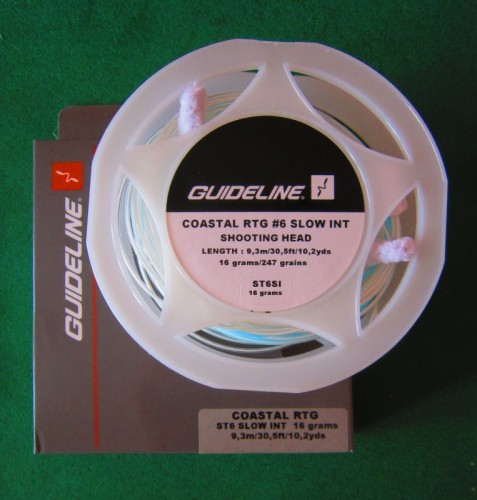 GUIDELINE
COASTAL RTG #6 SLOW INT
SHOOTING HEAD
LENGTH : 9,3m/30,5ft/10,2yds
16 grams/247 grains
ST6SI
16 grams
GUIDELINE
COASTAL RTG
ST6 SLOW INT 16 grams
9,3m/30,5ft/10,2yds